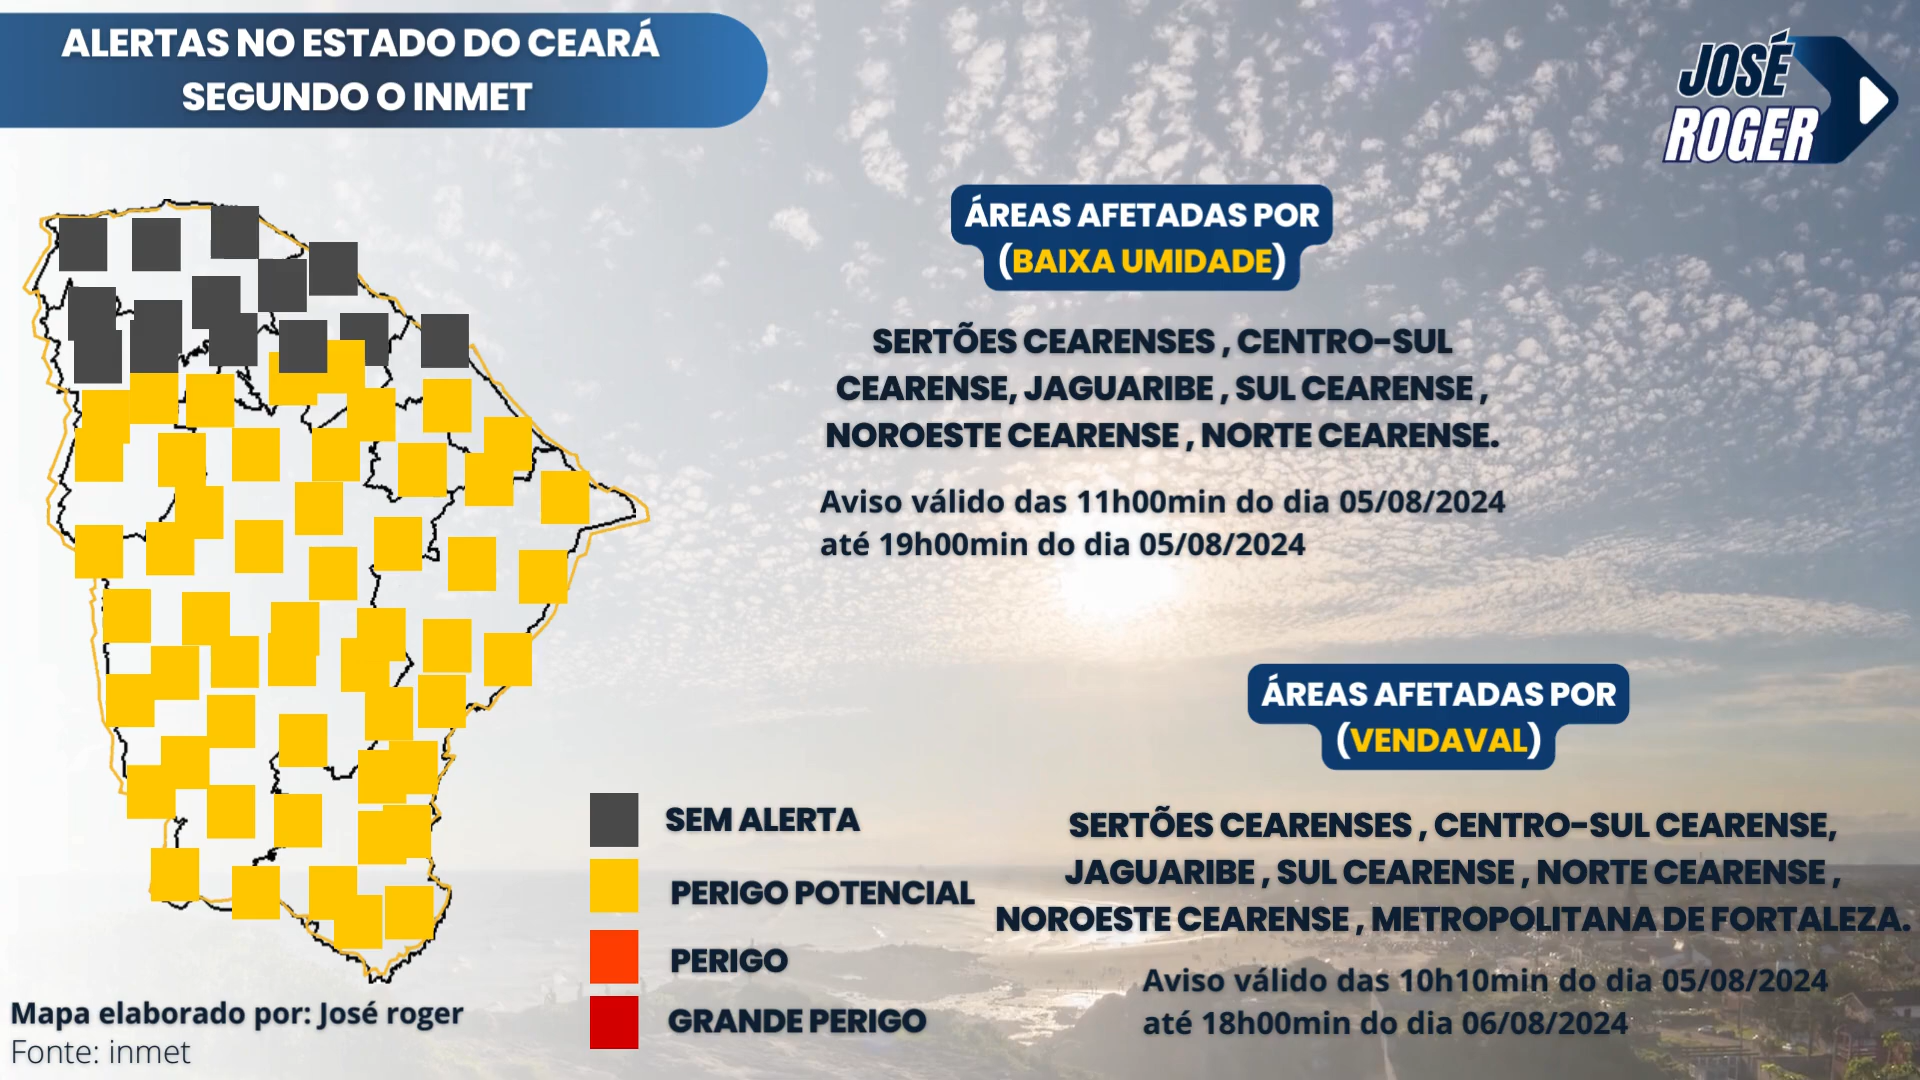 ALERTAS NO ESTADO DO CEARÁ
SEGUNDO O INMET
JOSÉ
ROGER
ÁREAS AFETADAS POR
(BAIXA UMIDADE)
SERTÕES CEARENSES , CENTRO-SUL
CEARENSE, JAGUARIBE , SUL CEARENSE ,
NOROESTE CEARENSE , NORTE CEARENSE.
Aviso válido das 11h00min do dia 05/08/2024
até 19h00min do dia 05/08/2024
ÁREAS AFETADAS POR
(VENDAVAL)
SERTÕES CEARENSES , CENTRO-SUL CEARENSE,
JAGUARIBE , SUL CEARENSE , NORTE CEARENSE ,
NOROESTE CEARENSE , METROPOLITANA DE FORTALEZA.
Aviso válido das 10h10min do dia 05/08/2024
até 18h00min do dia 06/08/2024
SEM ALERTA
PERIGO POTENCIAL
PERIGO
GRANDE PERIGO
Mapa elaborado por: José roger
Fonte: inmet